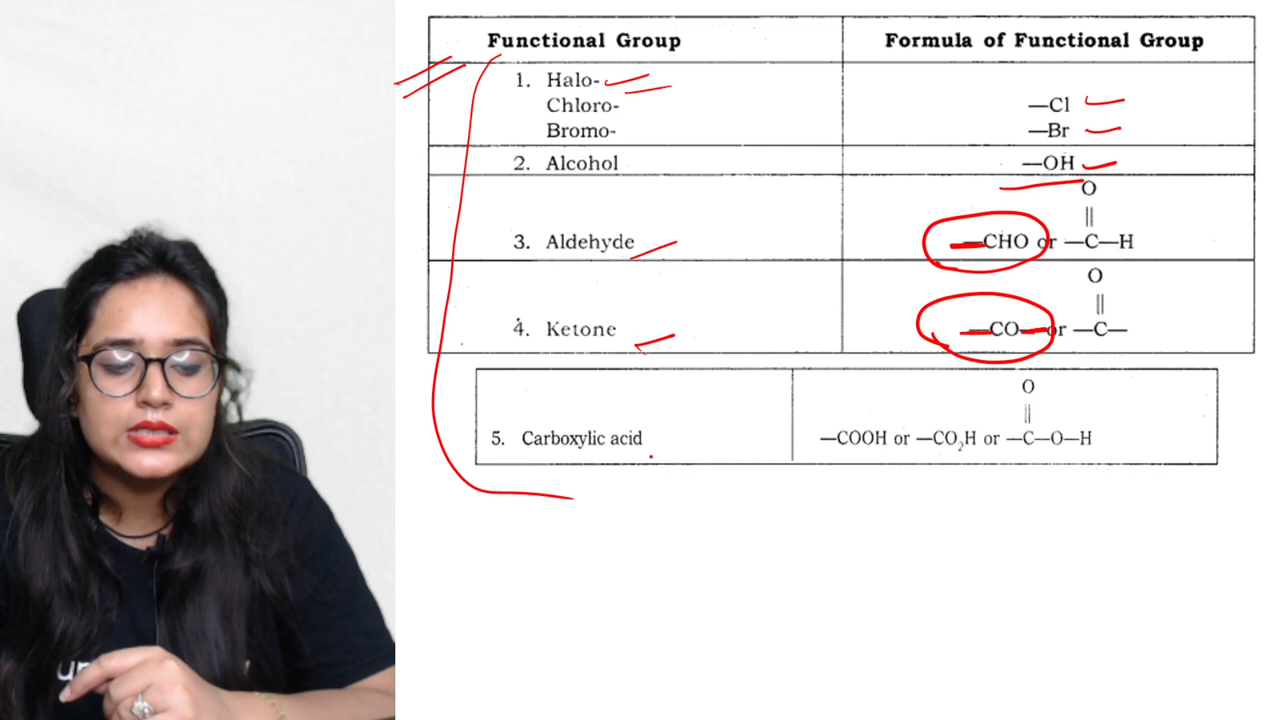 Functional Group Formula of Functional Group
1. Halo-
Chloro- —Cl
Bromo- —Br
2. Alcohol —OH
O
||
3. Aldehyde —CHO or —C—H
O
||
4. Ketone —CO— or —C—
O
||
5. Carboxylic acid —COOH or —CO₂H or —C—O—H